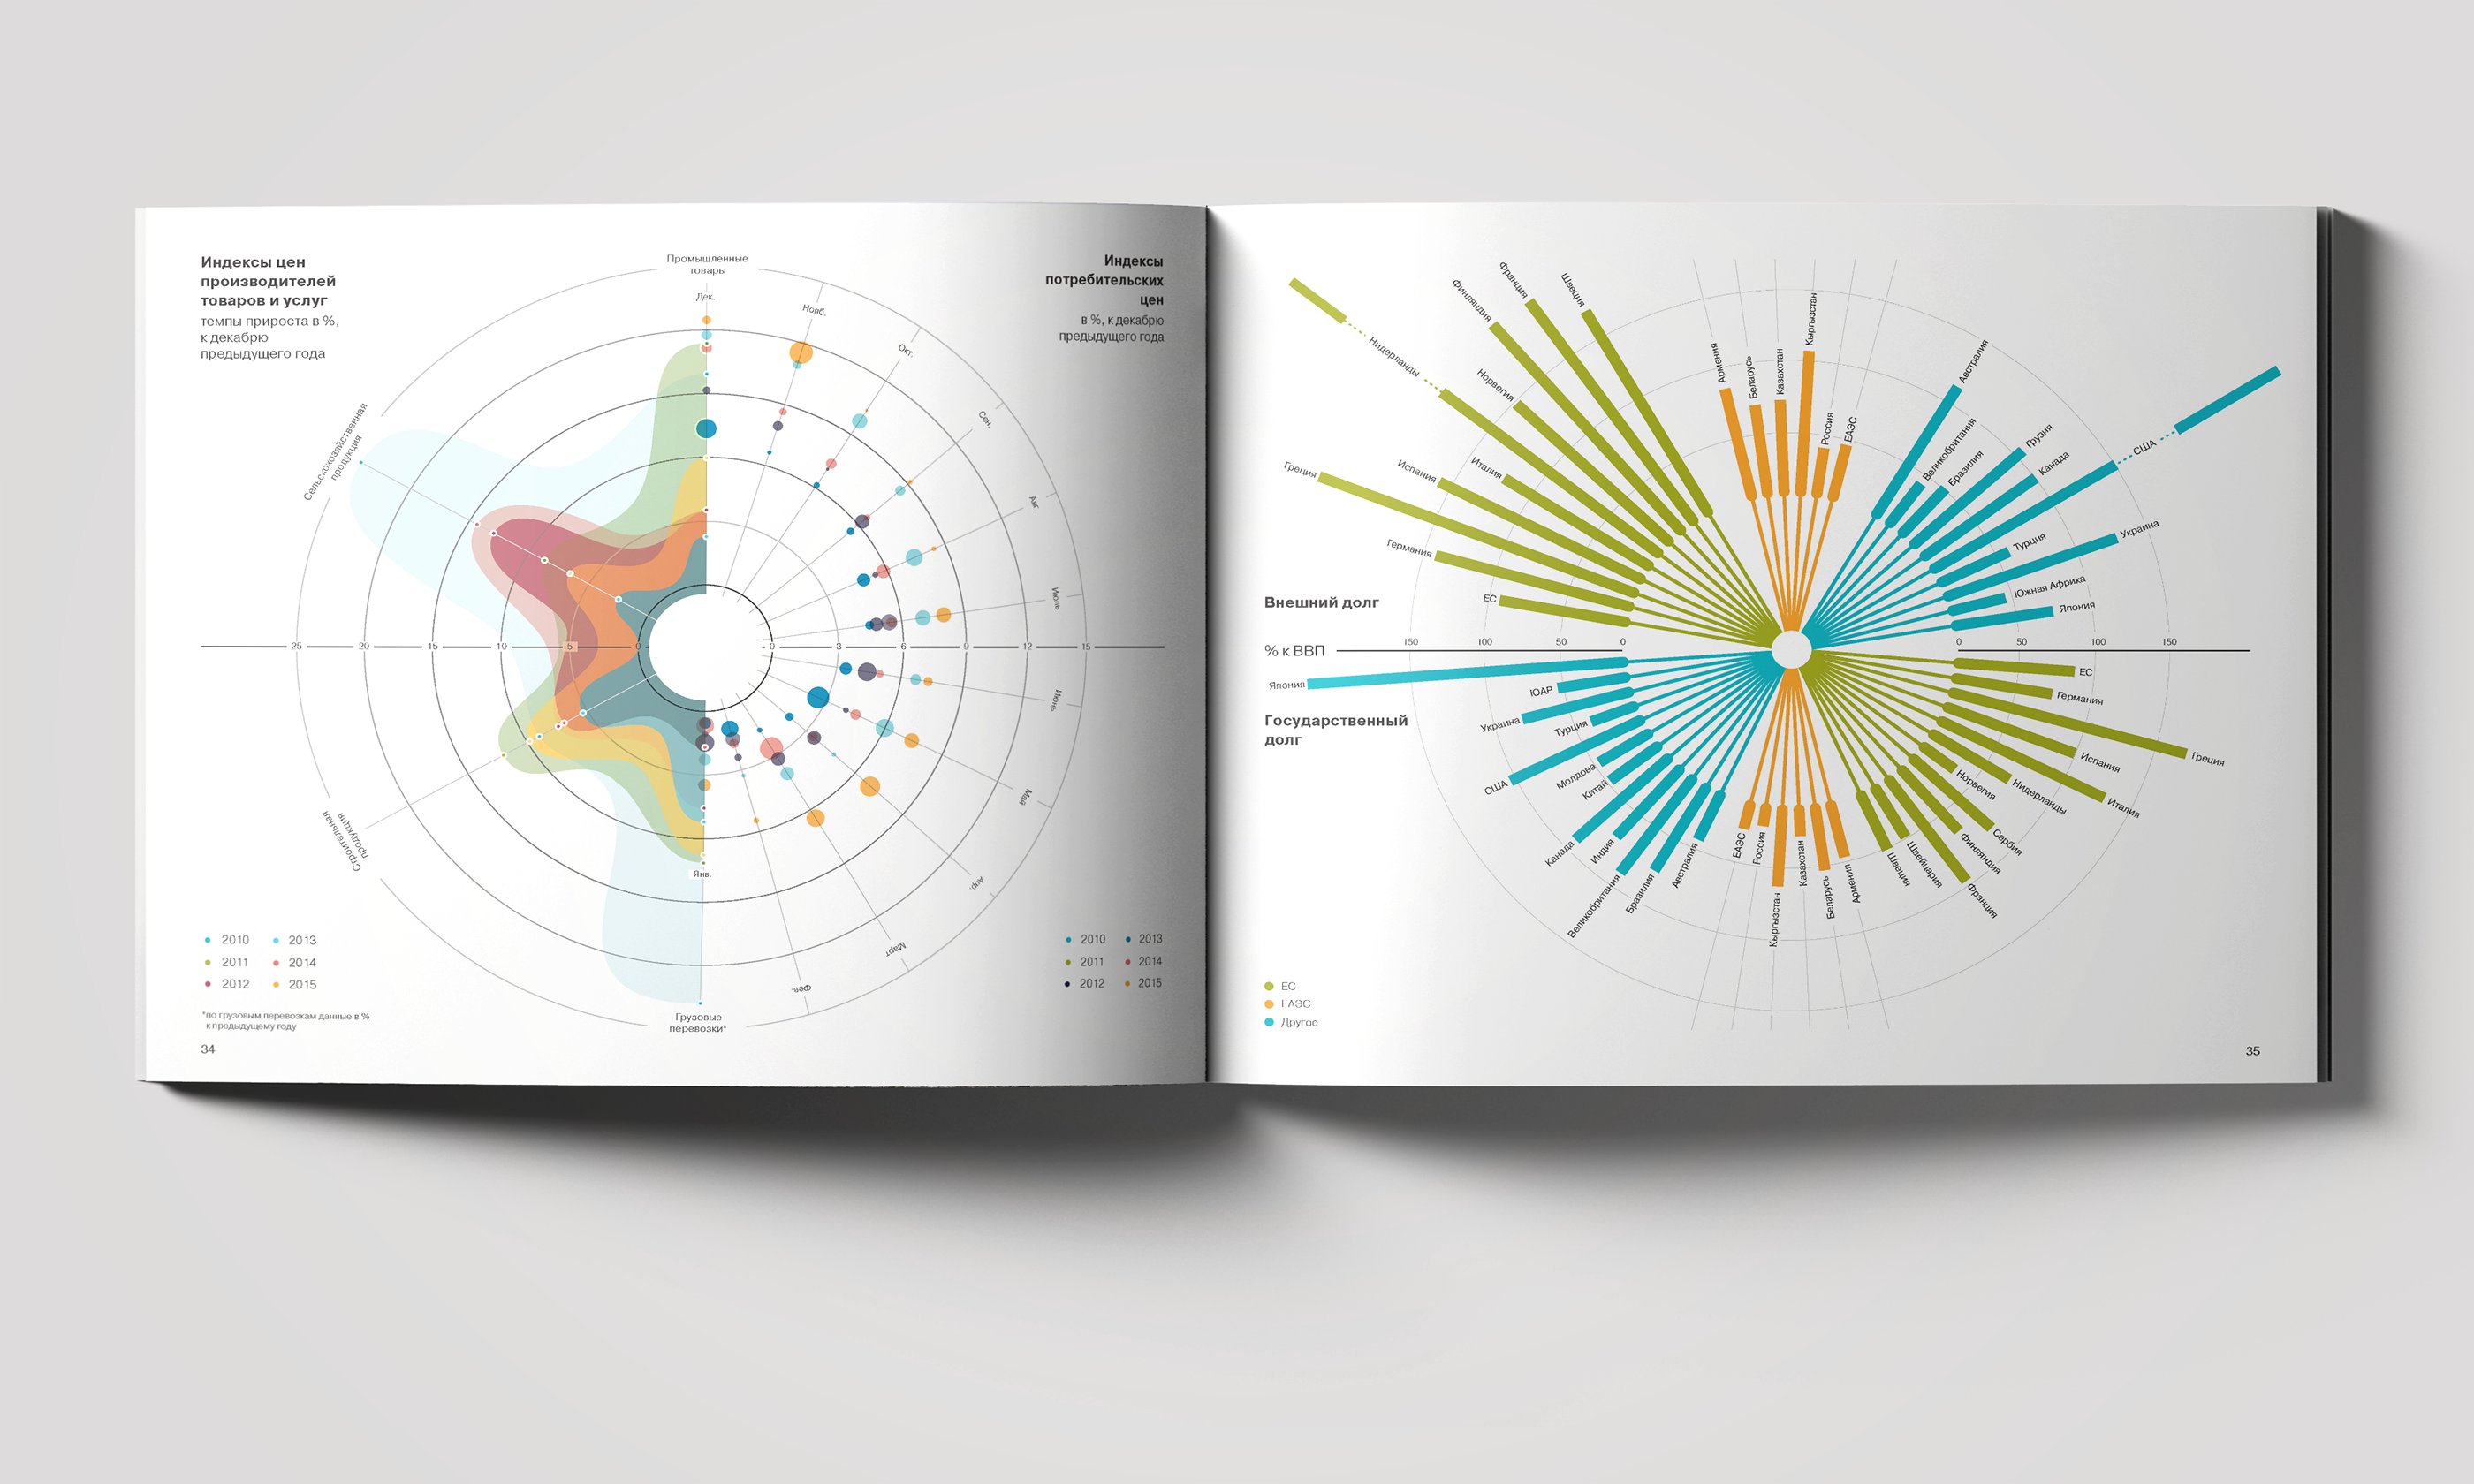 Индексы цен
производителей
товаров и услуг
темпы прироста в %,
к декабрю
предыдущего года
Промышленные
товары
Индексы
потребительских
цен
в %, к декабрю
предыдущего года
Дек.
Нояб.
Окт.
Сен.
Авг.
Июль
Июнь
Май
Апр.
Март
Фев.
Янв.
Сельскохозяйственная
продукция
25 20 15 10 5 0 0 3 6 9 12 15
Строительная
продукция
Грузовые
перевозки*
2010 2013
2011 2014
2012 2015
2010 2013
2011 2014
2012 2015
*по грузовым перевозкам данные в %
к предыдущему году
34
Внешний долг
% к ВВП
Государственный
долг
ЕС
Германия
Греция
Испания
Италия
Нидерланды
Норвегия
Финляндия
Франция
Швеция
Армения
Беларусь
Казахстан
Кыргызстан
Россия
ЕАЭС
Австралия
Великобритания
Бразилия
Грузия
Канада
США
Турция
Украина
Южная Африка
Япония
150 100 50 0 0 50 100 150
Япония
ЮАР
Украина
Турция
США
Молдова
Китай
Канада
Индия
Великобритания
Бразилия
Австралия
ЕАЭС
Россия
Кыргызстан
Казахстан
Беларусь
Армения
Швеция
Швейцария
Франция
Финляндия
Сербия
Норвегия
Нидерланды
Италия
Испания
Греция
Германия
ЕС
ЕС
ЕАЭС
Другое
35